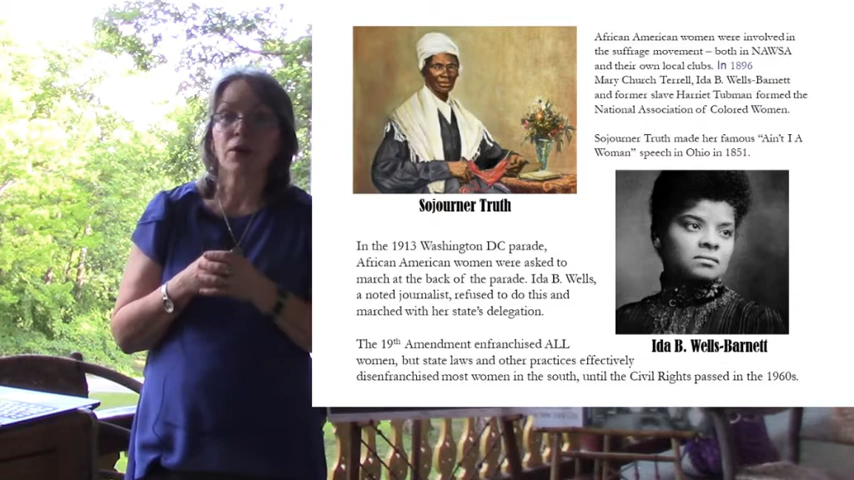 African American women were involved in
the suffrage movement – both in NAWSA
and their own local clubs. In 1896
Mary Church Terrell, Ida B. Wells-Barnett
and former slave Harriet Tubman formed the
National Association of Colored Women.
Sojourner Truth made her famous “Ain't I A
Woman” speech in Ohio in 1851.
Sojourner Truth
In the 1913 Washington DC parade,
African American women were asked to
march at the back of the parade. Ida B. Wells,
a noted journalist, refused to do this and
marched with her state's delegation.
Ida B. Wells-Barnett
The 19th Amendment enfranchised ALL
women, but state laws and other practices effectively
disenfranchised most women in the south, until the Civil Rights passed in the 1960s.